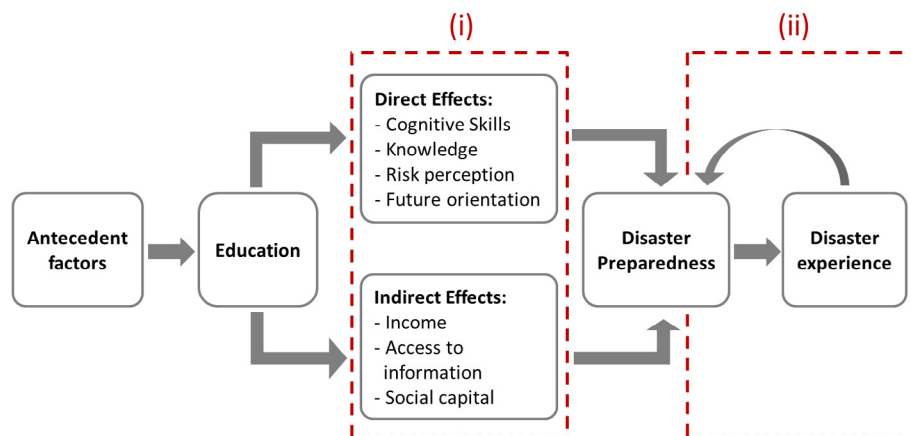 (i)
(ii)
Direct Effects:
- Cognitive Skills
- Knowledge
- Risk perception
- Future orientation
Antecedent
factors
Education
Disaster
Preparedness
Disaster
experience
Indirect Effects:
- Income
- Access to
information
- Social capital